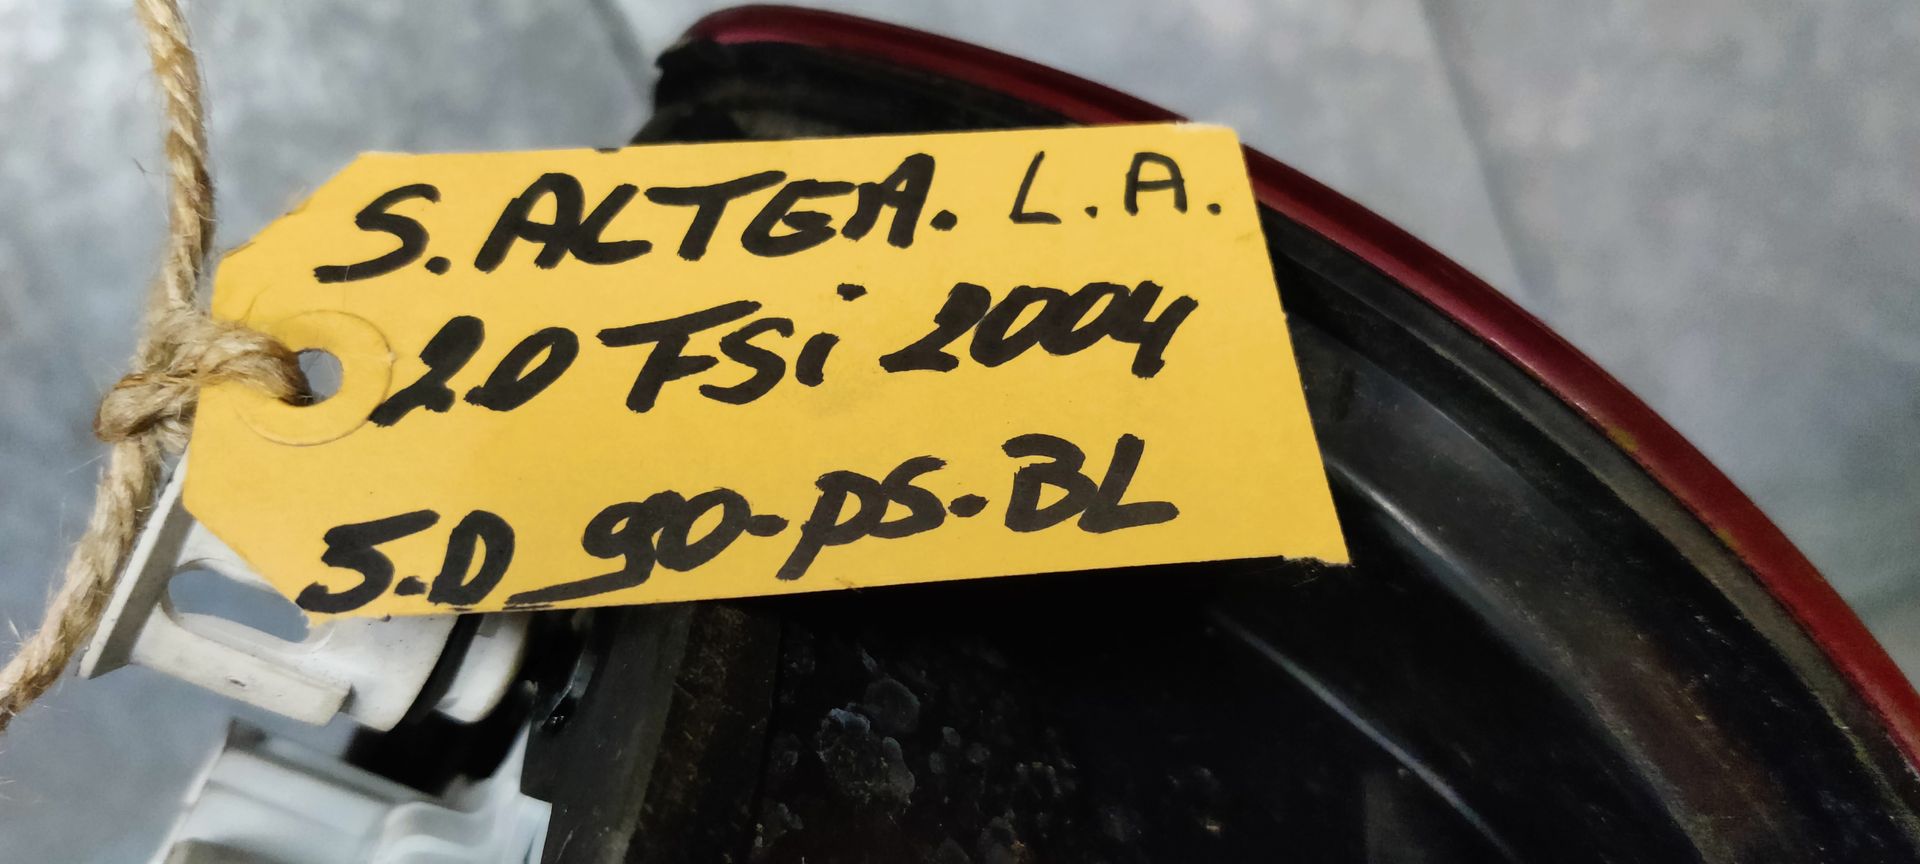 S.ALTEA. L.A.
2.0 FSi 2004
5.D 90-PS.BL